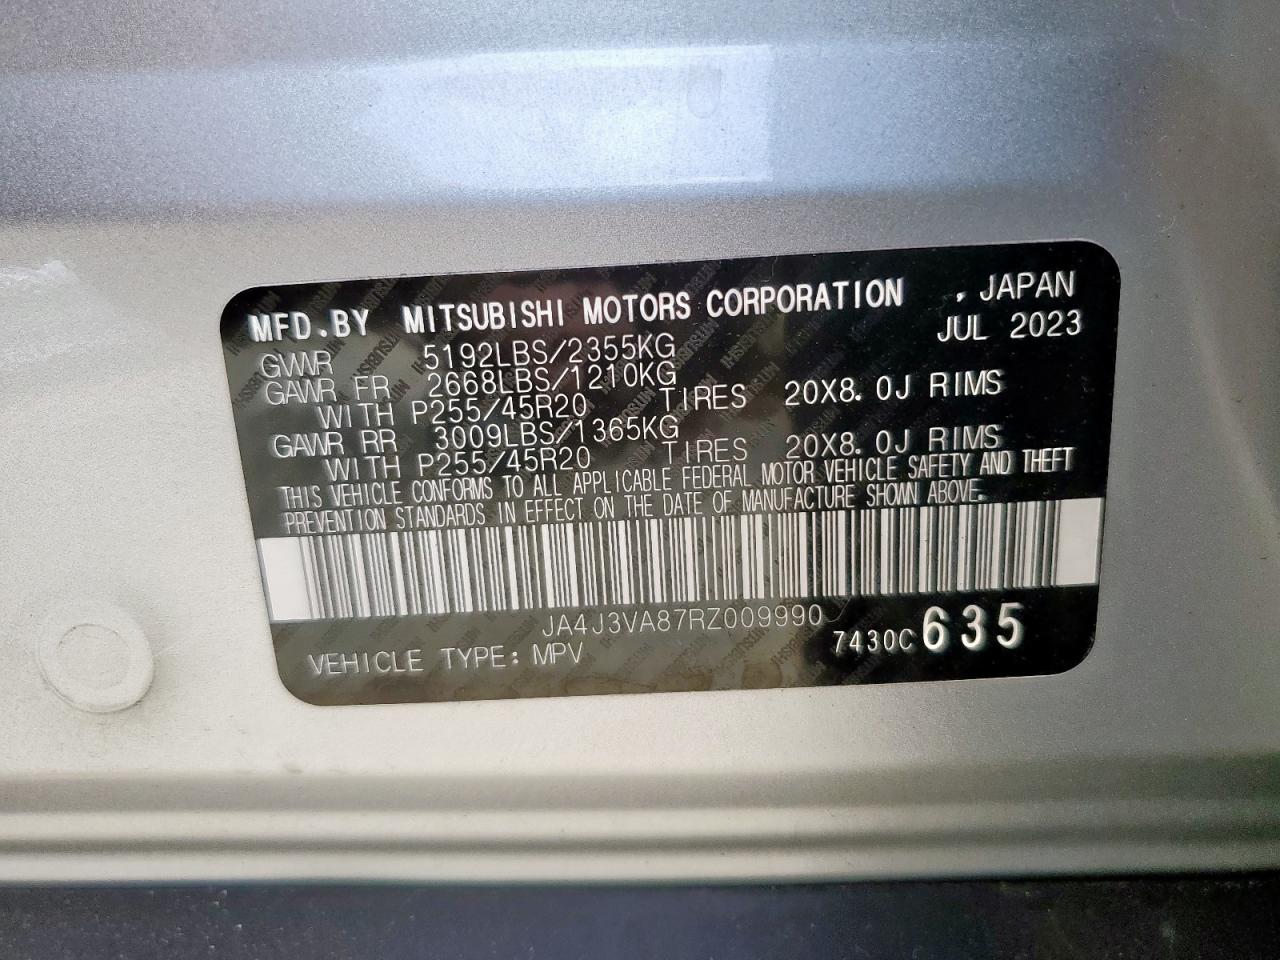 MFD.BY MITSUBISHI MOTORS CORPORATION , JAPAN
JUL 2023
GVWR 5192LBS/2355KG
GAWR FR 2668LBS/1210KG
WITH P255/45R20 TIRES 20X8.0J RIMS
GAWR RR 3009LBS/1365KG
WITH P255/45R20 TIRES 20X8.0J RIMS
THIS VEHICLE CONFORMS TO ALL APPLICABLE FEDERAL MOTOR VEHICLE SAFETY AND THEFT
PREVENTION STANDARDS IN EFFECT ON THE DATE OF MANUFACTURE SHOWN ABOVE.
JA4J3VA87RZ009990
7430C 635
VEHICLE TYPE: MPV